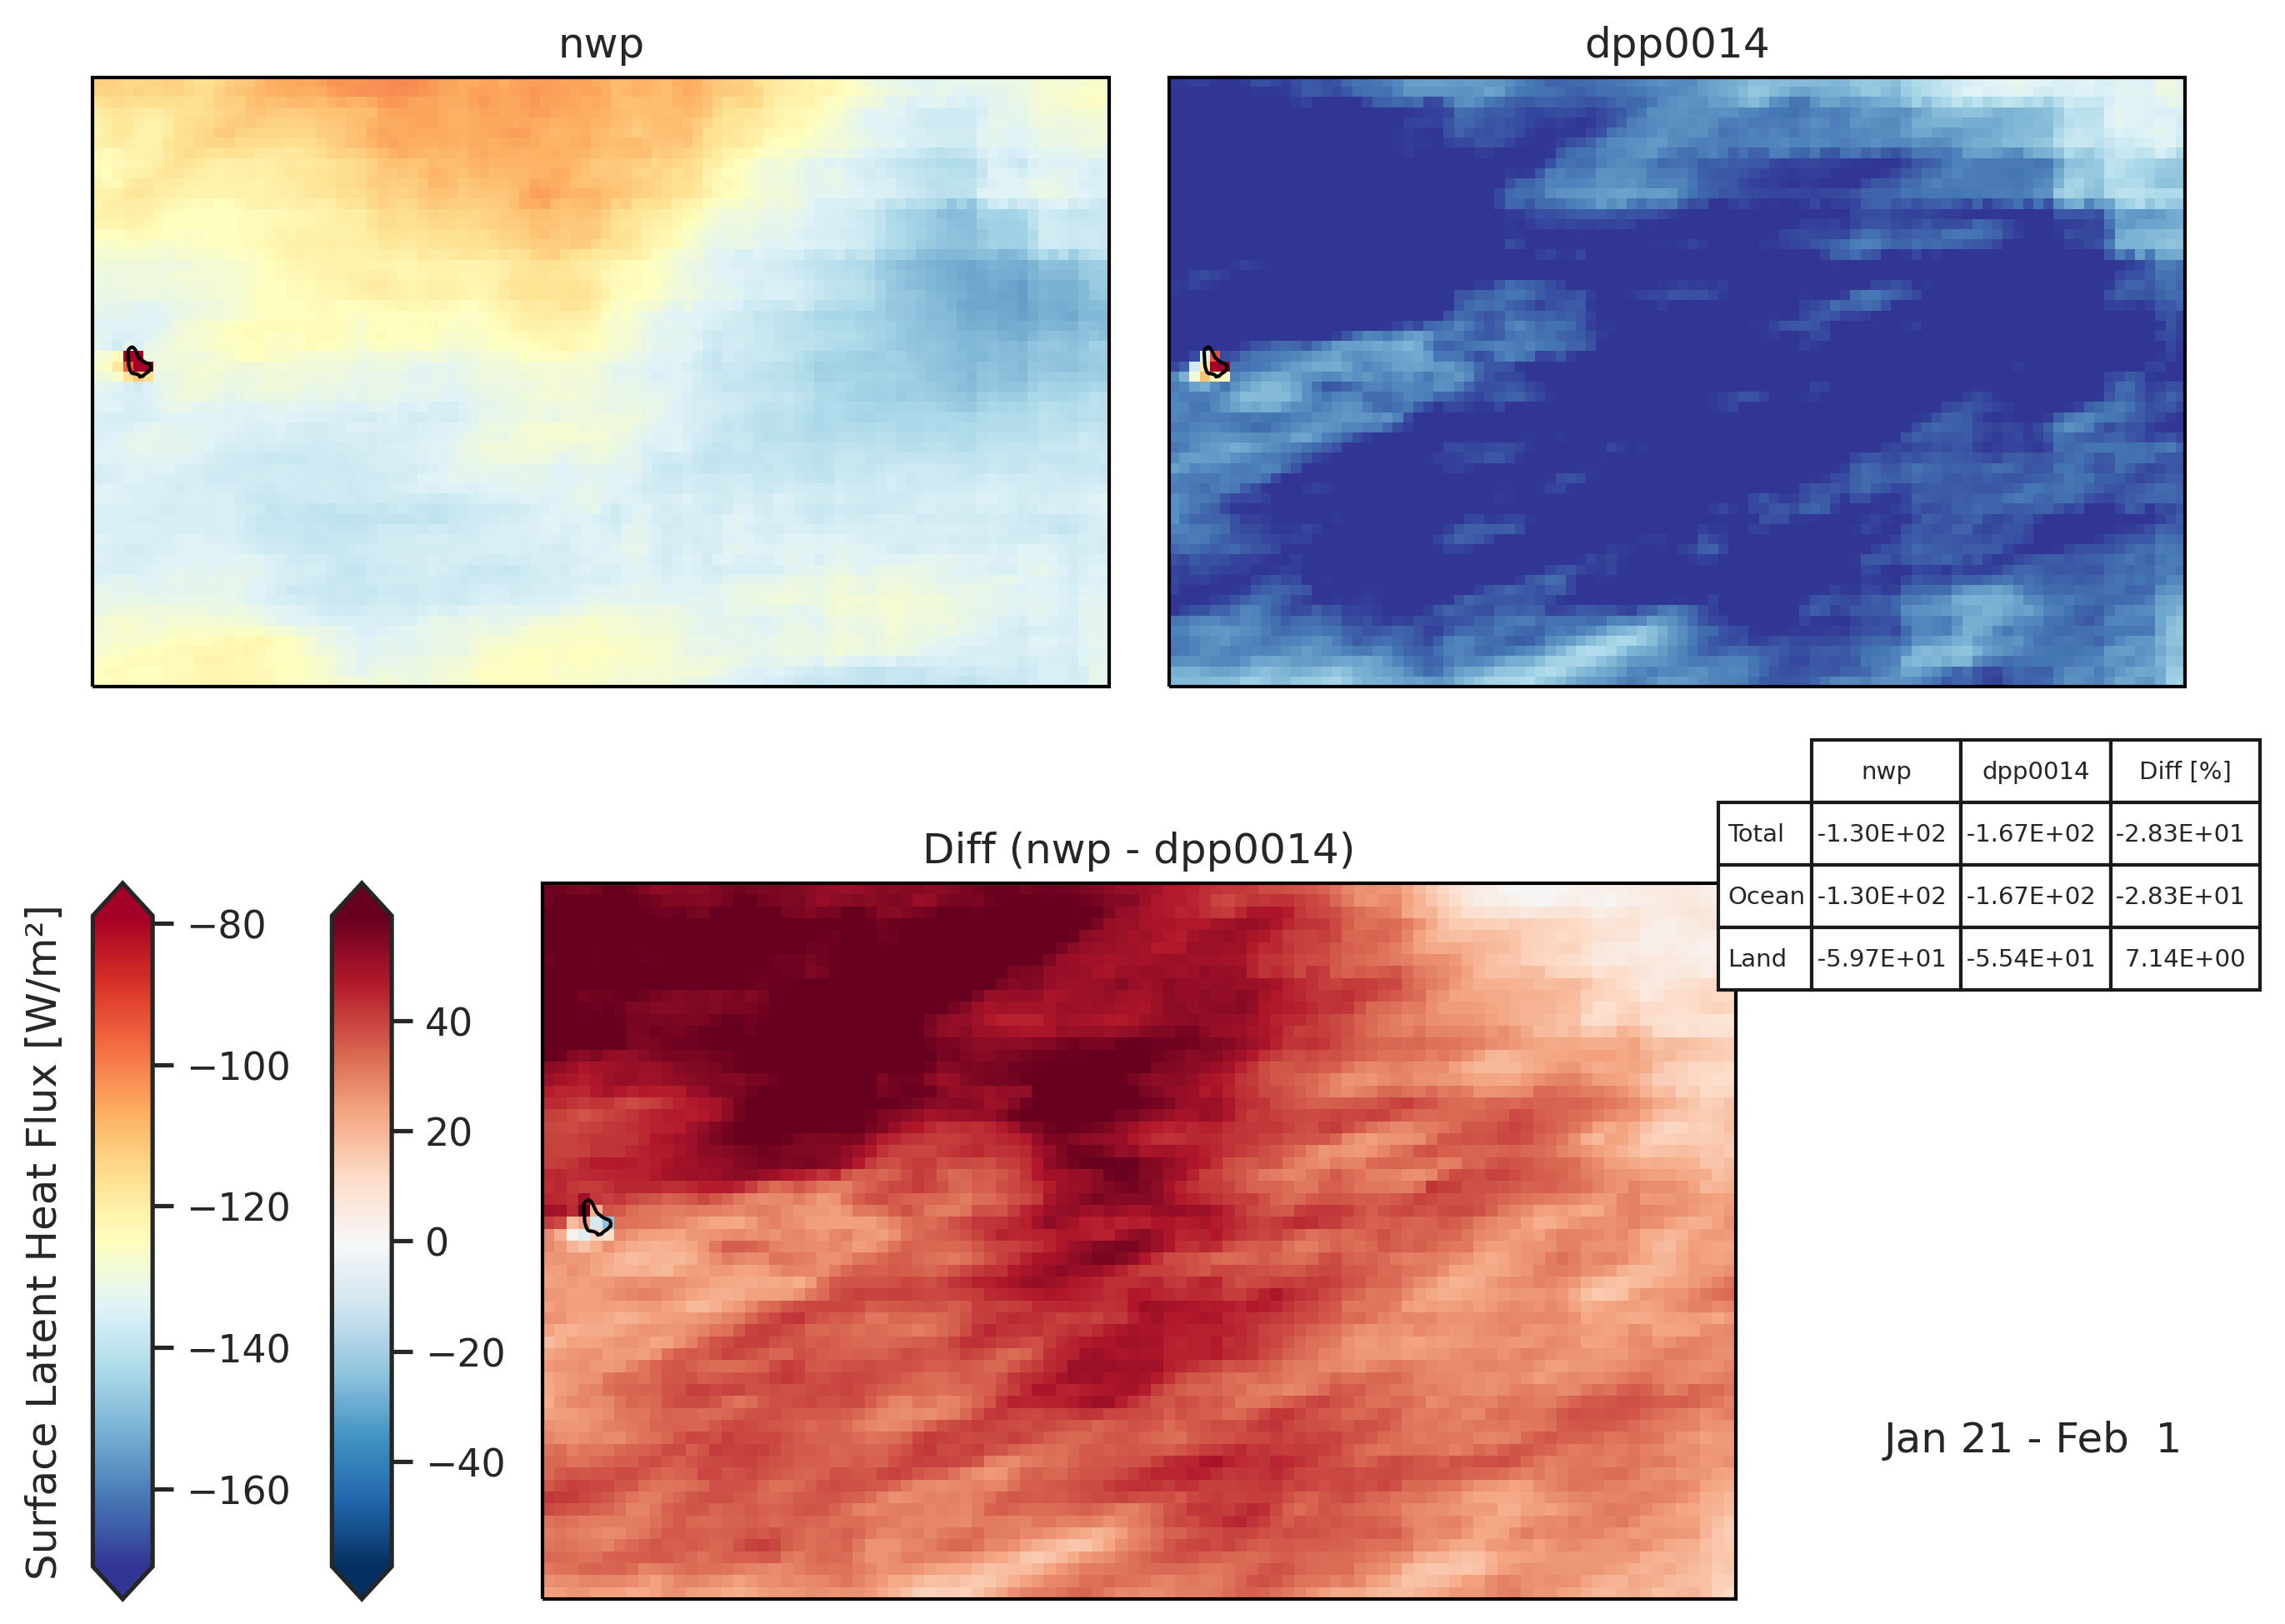 nwp
dpp0014
nwp dpp0014 Diff [%]
Total -1.30E+02 -1.67E+02 -2.83E+01
Ocean -1.30E+02 -1.67E+02 -2.83E+01
Land -5.97E+01 -5.54E+01 7.14E+00
Diff (nwp - dpp0014)
Surface Latent Heat Flux [W/m²]
−80
−100
−120
−140
−160
40
20
0
−20
−40
Jan 21 - Feb  1